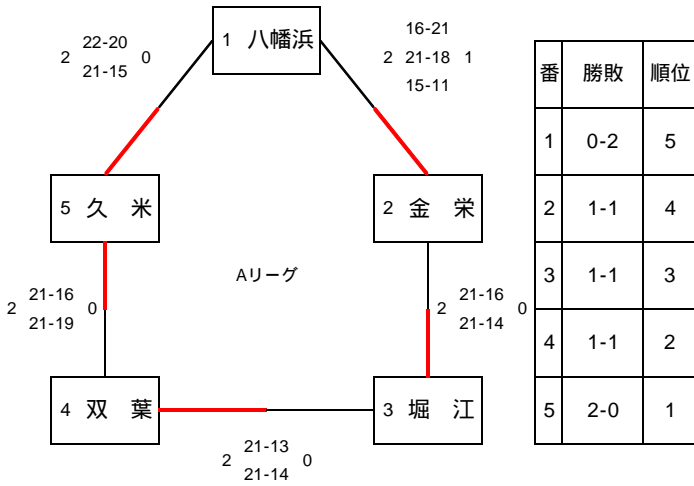 1 八幡浜
2 22-20 0
21-15
16-21
2 21-18 1
15-11
5 久 米
2 金 栄
Aリーグ
2 21-16 0
21-19
2 21-16 0
21-14
4 双 葉
3 堀 江
2 21-13 0
21-14
番 勝敗 順位
1 0-2 5
2 1-1 4
3 1-1 3
4 1-1 2
5 2-0 1